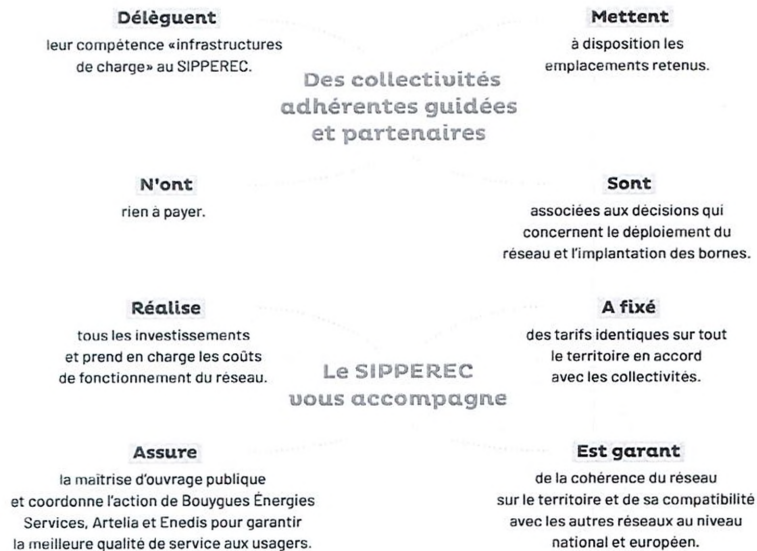 Délèguent
leur compétence «infrastructures
de charge» au SIPPEREC.
Mettent
à disposition les
emplacements retenus.
Des collectivités
adhérentes guidées
et partenaires
N'ont
rien à payer.
Sont
associées aux décisions qui
concernent le déploiement du
réseau et l'implantation des bornes.
Réalise
tous les investissements
et prend en charge les coûts
de fonctionnement du réseau.
A fixé
des tarifs identiques sur tout
le territoire en accord
avec les collectivités.
Le SIPPEREC
vous accompagne
Assure
la maîtrise d'ouvrage publique
et coordonne l'action de Bouygues Énergies
Services, Artelia et Enedis pour garantir
la meilleure qualité de service aux usagers.
Est garant
de la cohérence du réseau
sur le territoire et de sa compatibilité
avec les autres réseaux au niveau
national et européen.